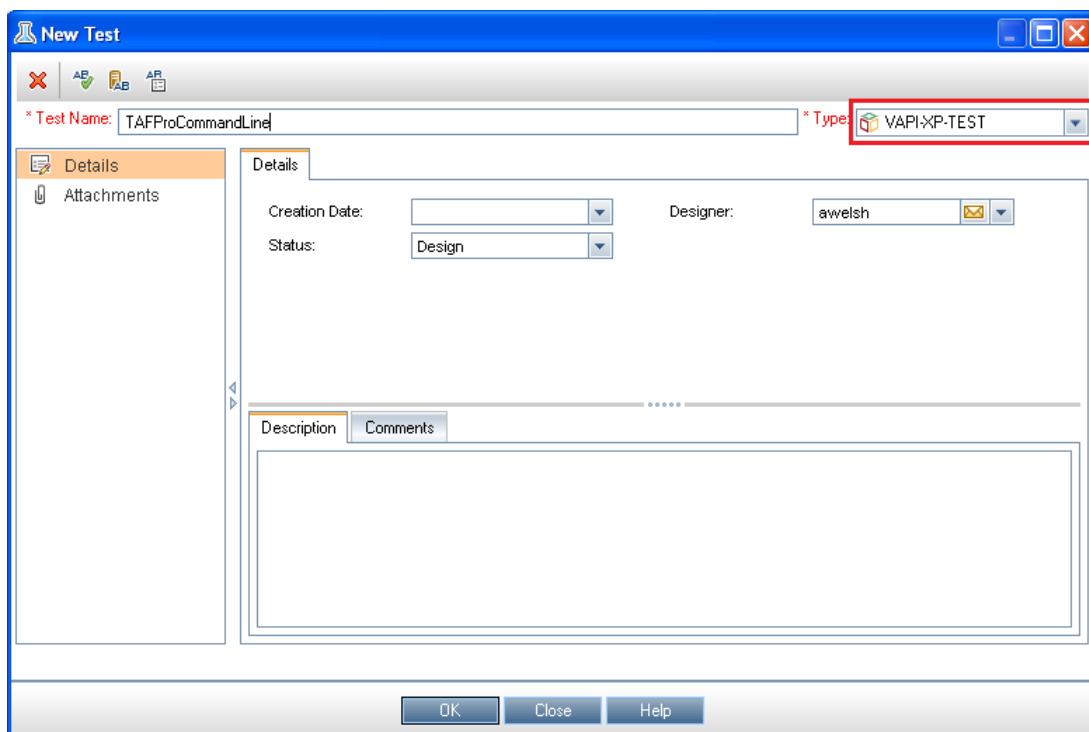 New Test
* Test Name: TAFProCommandLine * Type: VAPI-XP-TEST
Details
Attachments
Details
Creation Date: Designer: awelsh
Status: Design
Description Comments
OK Close Help